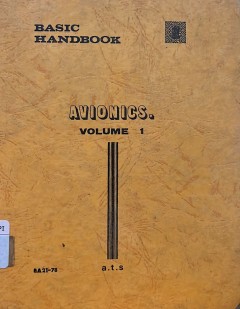 BASIC
HANDBOOK
AVIONICS.
VOLUME 1
a.t.s